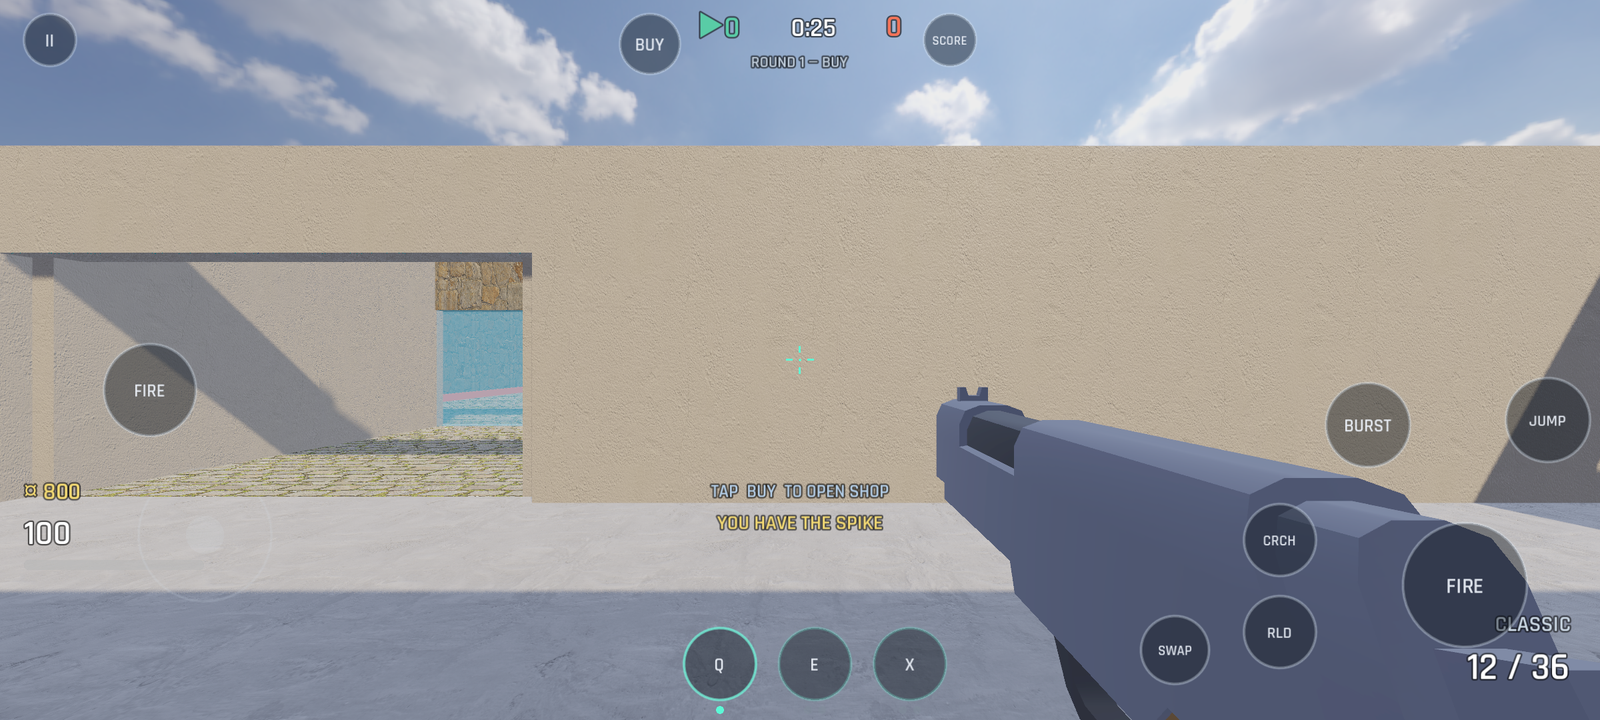 II
BUY
0
0:25
0
SCORE
ROUND 1 – BUY
FIRE
BURST
JUMP
¤ 800
TAP BUY TO OPEN SHOP
100
YOU HAVE THE SPIKE
CRCH
FIRE
CLASSIC
SWAP
RLD
Q
E
X
12 / 36